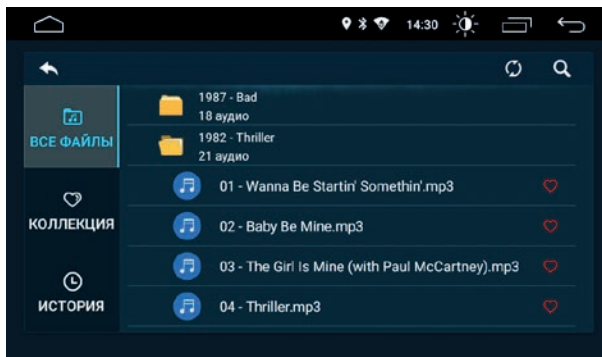 14:30
ВСЕ ФАЙЛЫ
КОЛЛЕКЦИЯ
ИСТОРИЯ
1987 - Bad
18 аудио
1982 - Thriller
21 аудио
01 - Wanna Be Startin' Somethin'.mp3
02 - Baby Be Mine.mp3
03 - The Girl Is Mine (with Paul McCartney).mp3
04 - Thriller.mp3